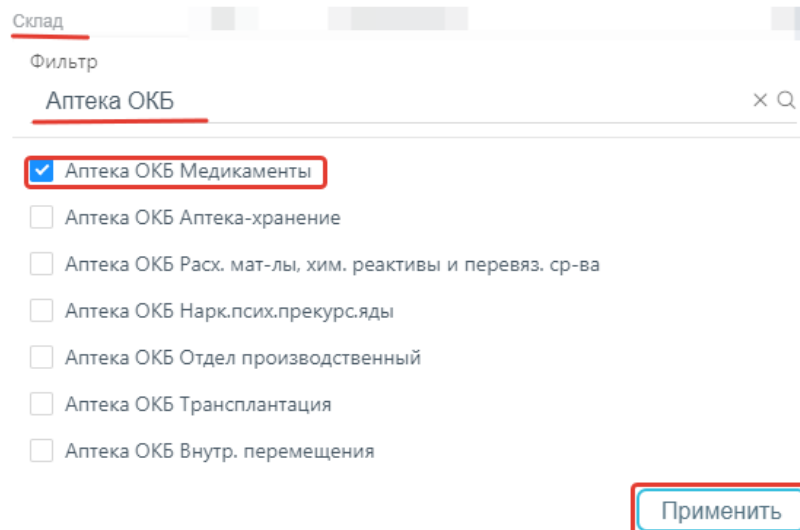 Склад
Фильтр
Аптека ОКБ
Аптека ОКБ Медикаменты
Аптека ОКБ Аптека-хранение
Аптека ОКБ Расх. мат-лы, хим. реактивы и перевяз. ср-ва
Аптека ОКБ Нарк.псих.прекурс.яды
Аптека ОКБ Отдел производственный
Аптека ОКБ Трансплантация
Аптека ОКБ Внутр. перемещения
Применить